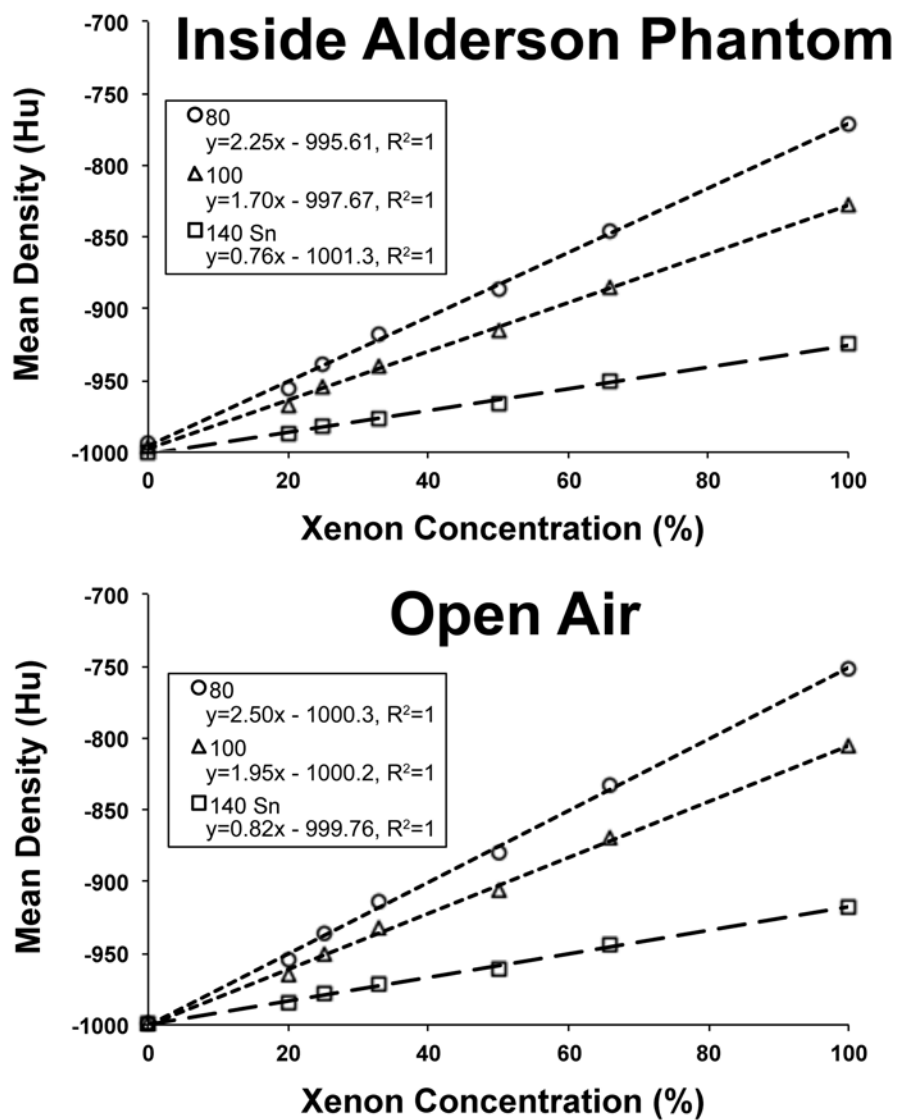 Inside Alderson Phantom
-700
-750
-800
-850
-900
-950
-1000
Mean Density (Hu)
80
y=2.25x - 995.61, R²=1
100
y=1.70x - 997.67, R²=1
140 Sn
y=0.76x - 1001.3, R²=1
0 20 40 60 80 100
Xenon Concentration (%)
Open Air
-700
-750
-800
-850
-900
-950
-1000
Mean Density (Hu)
80
y=2.50x - 1000.3, R²=1
100
y=1.95x - 1000.2, R²=1
140 Sn
y=0.82x - 999.76, R²=1
0 20 40 60 80 100
Xenon Concentration (%)